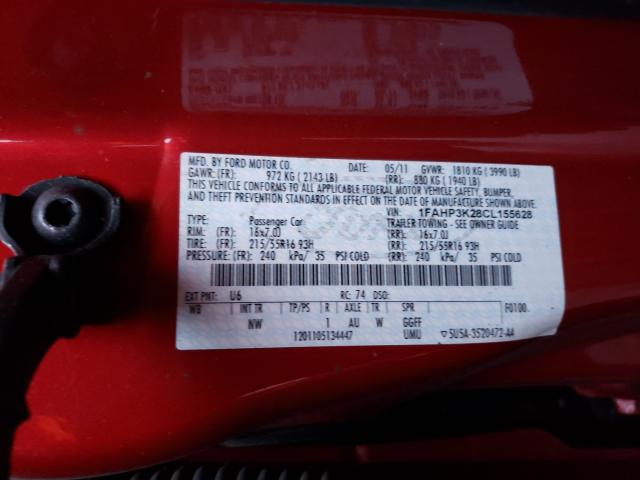 MFD. BY FORD MOTOR CO. DATE: 05/11 GVWR: 1810 KG ( 3990 LB)
GAWR: (FR): 972 KG ( 2143 LB) (RR): 880 KG ( 1940 LB)
THIS VEHICLE CONFORMS TO ALL APPLICABLE FEDERAL MOTOR VEHICLE SAFETY, BUMPER,
AND THEFT PREVENTION STANDARDS IN EFFECT ON THE DATE OF MANUFACTURE SHOWN ABOVE.
VIN: 1FAHP3K28CL155628
TYPE: Passenger Car TRAILER TOWING - SEE OWNER GUIDE
RIM: (FR): 16x7.0J (RR): 16x7.0J
TIRE: (FR): 215/55R16 93H (RR): 215/55R16 93H
PRESSURE: (FR): 240 kPa/ 35 PSI COLD (RR): 240 kPa/ 35 PSI COLD
EXT PNT: U6 RC: 74 DSO:
WB INT TR TP/PS R AXLE TR SPR F0100
NW 1 AU W GGFF
1201105134447 UMU ▽5U5A-3520472-AA